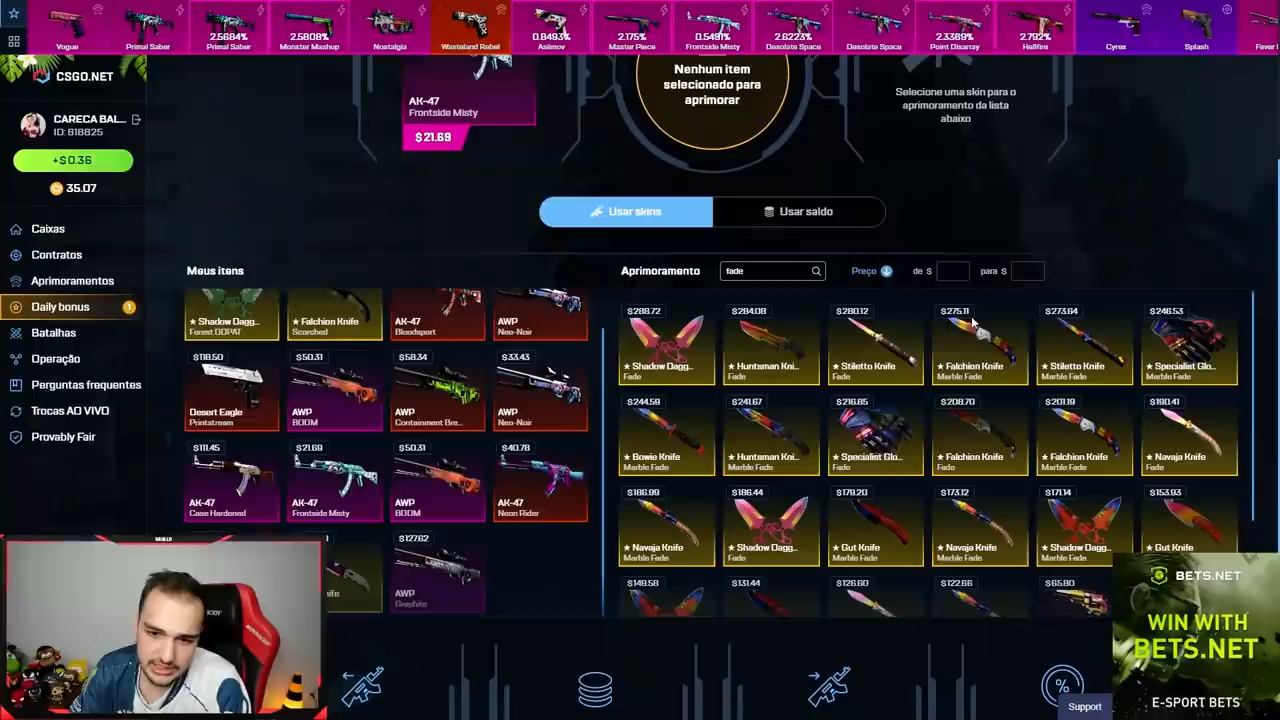 Vogue
Primal Saber
2.5684%
Primal Saber
2.5808%
Monster Mashup
Nostalgia
Wasteland Rebel
0.8493%
Asiimov
2.175%
Master Piece
0.5491%
Frontside Misty
2.6223%
Desolate Space
Desolate Space
2.3369%
Point Disarray
2.792%
Hellfire
Cyrex
Splash
CSGO.NET
CARECA BAL...
ID: 818825
+$0.36
35.07
Caixas
Contratos
Aprimoramentos
Daily bonus
1
Batalhas
Operação
Perguntas frequentes
Trocas AO VIVO
Provably Fair
AK-47
Frontside Misty
$21.69
Nenhum item
selecionado para
aprimorar
Selecione uma skin para o
aprimoramento da lista
abaixo
Usar skins
Usar saldo
Meus itens
★ Shadow Dagg...
Forest DDPAT
★ Falchion Knife
Scorched
AK-47
Bloodsport
AWP
Neo-Noir
$118.50
Desert Eagle
Printstream
$50.31
AWP
BOOM
$58.34
AWP
Containment Bre...
$33.43
AWP
Neo-Noir
$111.45
AK-47
Case Hardened
$21.69
AK-47
Frontside Misty
$50.31
AWP
BOOM
$40.78
AK-47
Neon Rider
$127.62
AWP
Graphite
Aprimoramento
fade
Preço
de $
para $
$288.72
★ Shadow Dagg...
Fade
$284.08
★ Huntsman Kni...
Fade
$280.12
★ Stiletto Knife
Fade
$275.11
★ Falchion Knife
Marble Fade
$273.64
★ Stiletto Knife
Marble Fade
$246.53
★ Specialist Glo...
Marble Fade
$244.59
★ Bowie Knife
Marble Fade
$241.67
★ Huntsman Kni...
Marble Fade
$216.85
★ Specialist Glo...
Fade
$208.70
★ Falchion Knife
Fade
$201.19
★ Falchion Knife
Marble Fade
$190.41
★ Navaja Knife
Fade
$186.99
★ Navaja Knife
Marble Fade
$186.44
★ Shadow Dagg...
Fade
$179.20
★ Gut Knife
Marble Fade
$173.12
★ Navaja Knife
Marble Fade
$171.14
★ Shadow Dagg...
Marble Fade
$153.93
★ Gut Knife
$149.58
$131.44
$126.60
$122.66
$65.80
BETS.NET
WIN WITH
BETS.NET
E-SPORT BETS
Support